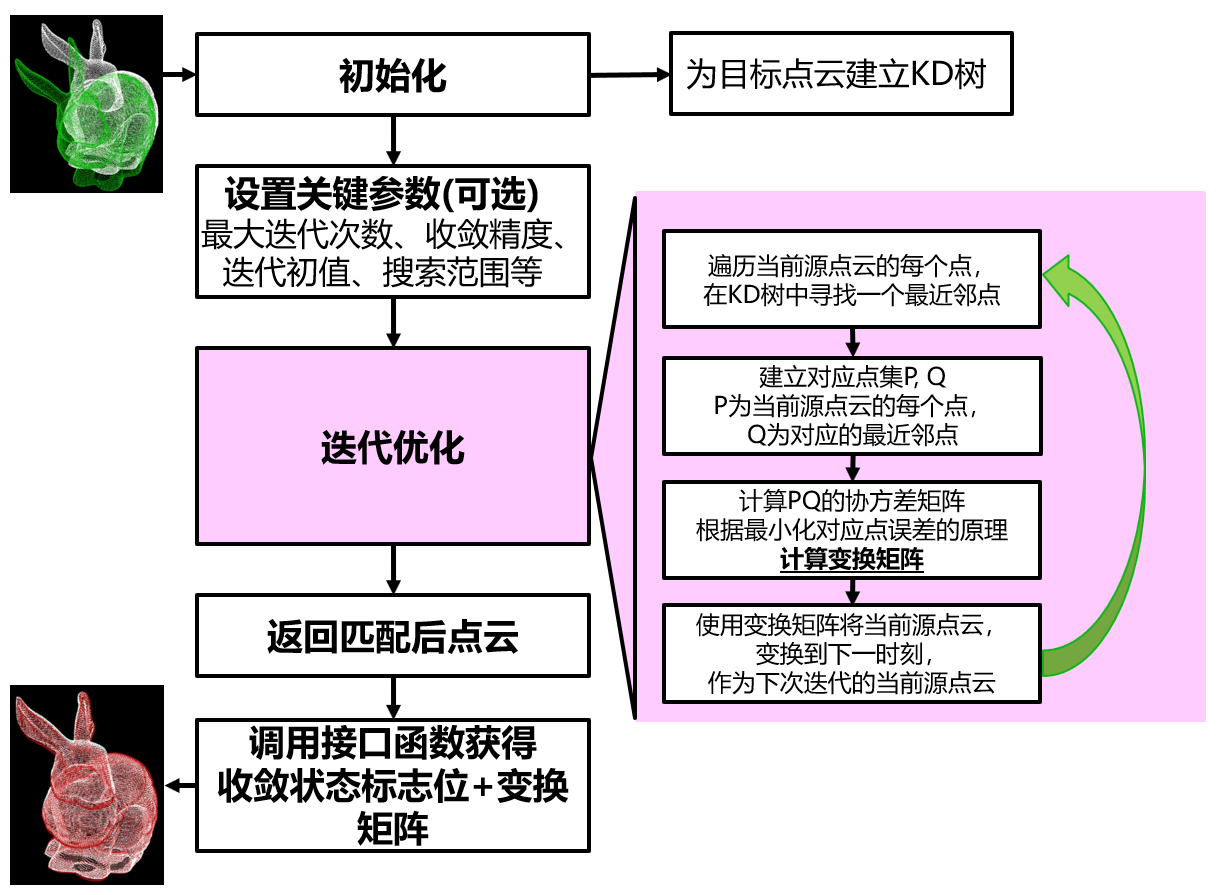 初始化
为目标点云建立KD树
设置关键参数(可选)
最大迭代次数、收敛精度、
迭代初值、搜索范围等
迭代优化
遍历当前源点云的每个点，
在KD树中寻找一个最近邻点
建立对应点集P, Q
P为当前源点云的每个点，
Q为对应的最近邻点
计算PQ的协方差矩阵
根据最小化对应点误差的原理
计算变换矩阵
使用变换矩阵将当前源点云，
变换到下一时刻，
作为下次迭代的当前源点云
返回匹配后点云
调用接口函数获得
收敛状态标志位+变换
矩阵